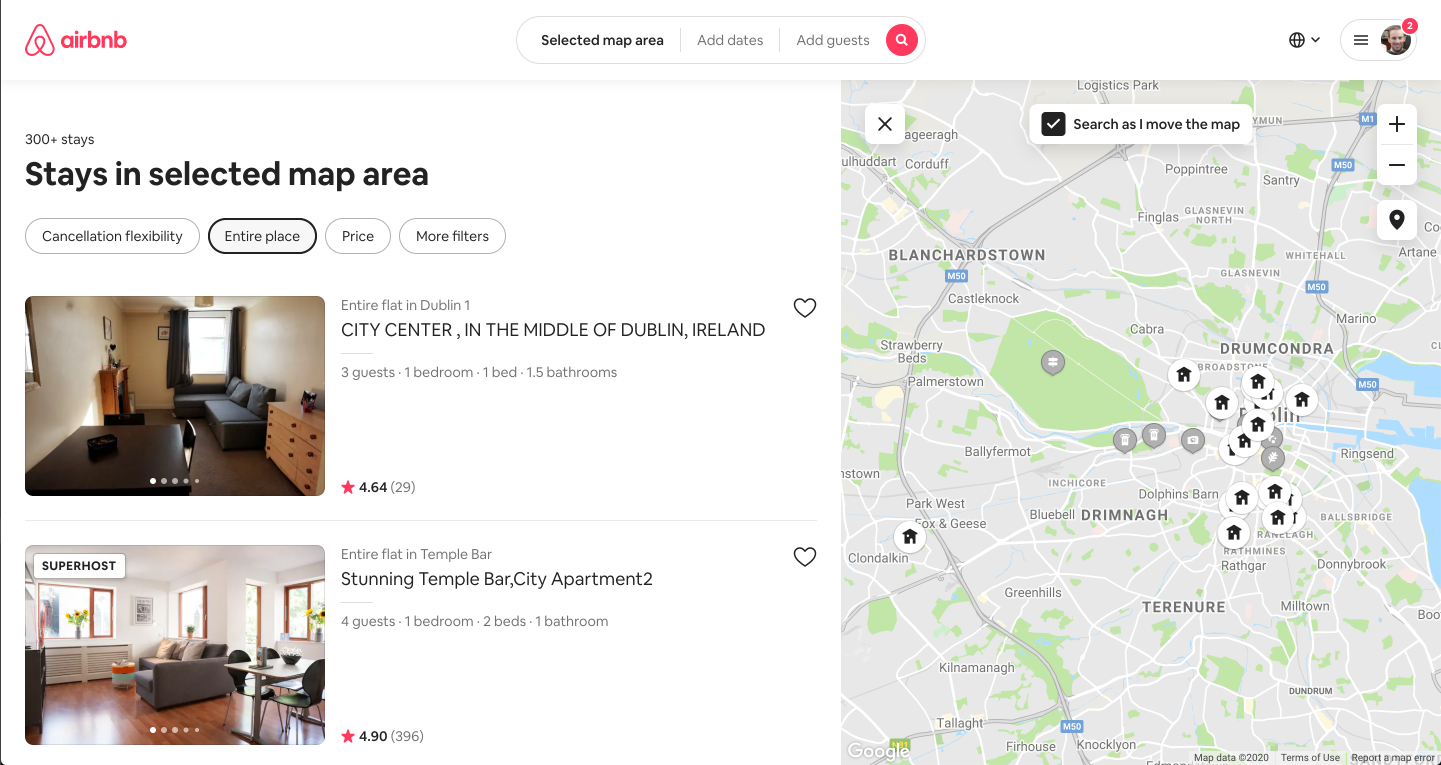 airbnb
Selected map area
Add dates
Add guests
2
300+ stays
Stays in selected map area
Cancellation flexibility
Entire place
Price
More filters
Entire flat in Dublin 1
CITY CENTER , IN THE MIDDLE OF DUBLIN, IRELAND
3 guests · 1 bedroom · 1 bed · 1.5 bathrooms
4.64 (29)
SUPERHOST
Entire flat in Temple Bar
Stunning Temple Bar,City Apartment2
4 guests · 1 bedroom · 2 beds · 1 bathroom
4.90 (396)
Logistics Park
Search as I move the map
M1
YMUN
ageeragh
ulhuddart
Corduff
M50
Poppintree
Santry
Finglas
GLASNEVIN
NORTH
Co
Artane
BLANCHARDSTOWN
WHITEHALL
M50
GLASNEVIN
M50
Castleknock
Marino
Cabra
Strawberry
Beds
DRUMCONDRA
CL
BROADSTONE
Palmerstown
M50
lin
Ballyfermot
Ringsend
nstown
INCHICORE
Dolphins Barn
Park West
Bluebell
DRIMNAGH
BALLSBRIDGE
Fox & Geese
RANELAGH
Clondalkin
RATHMINES
Rathgar
Donnybrook
Greenhills
TERENURE
Milltown
Boo
Kilnamanagh
DUNDRUM
Tallaght
M50
Firhouse
Knocklyon
Google
Map data ©2020
Terms of Use
Report a map error